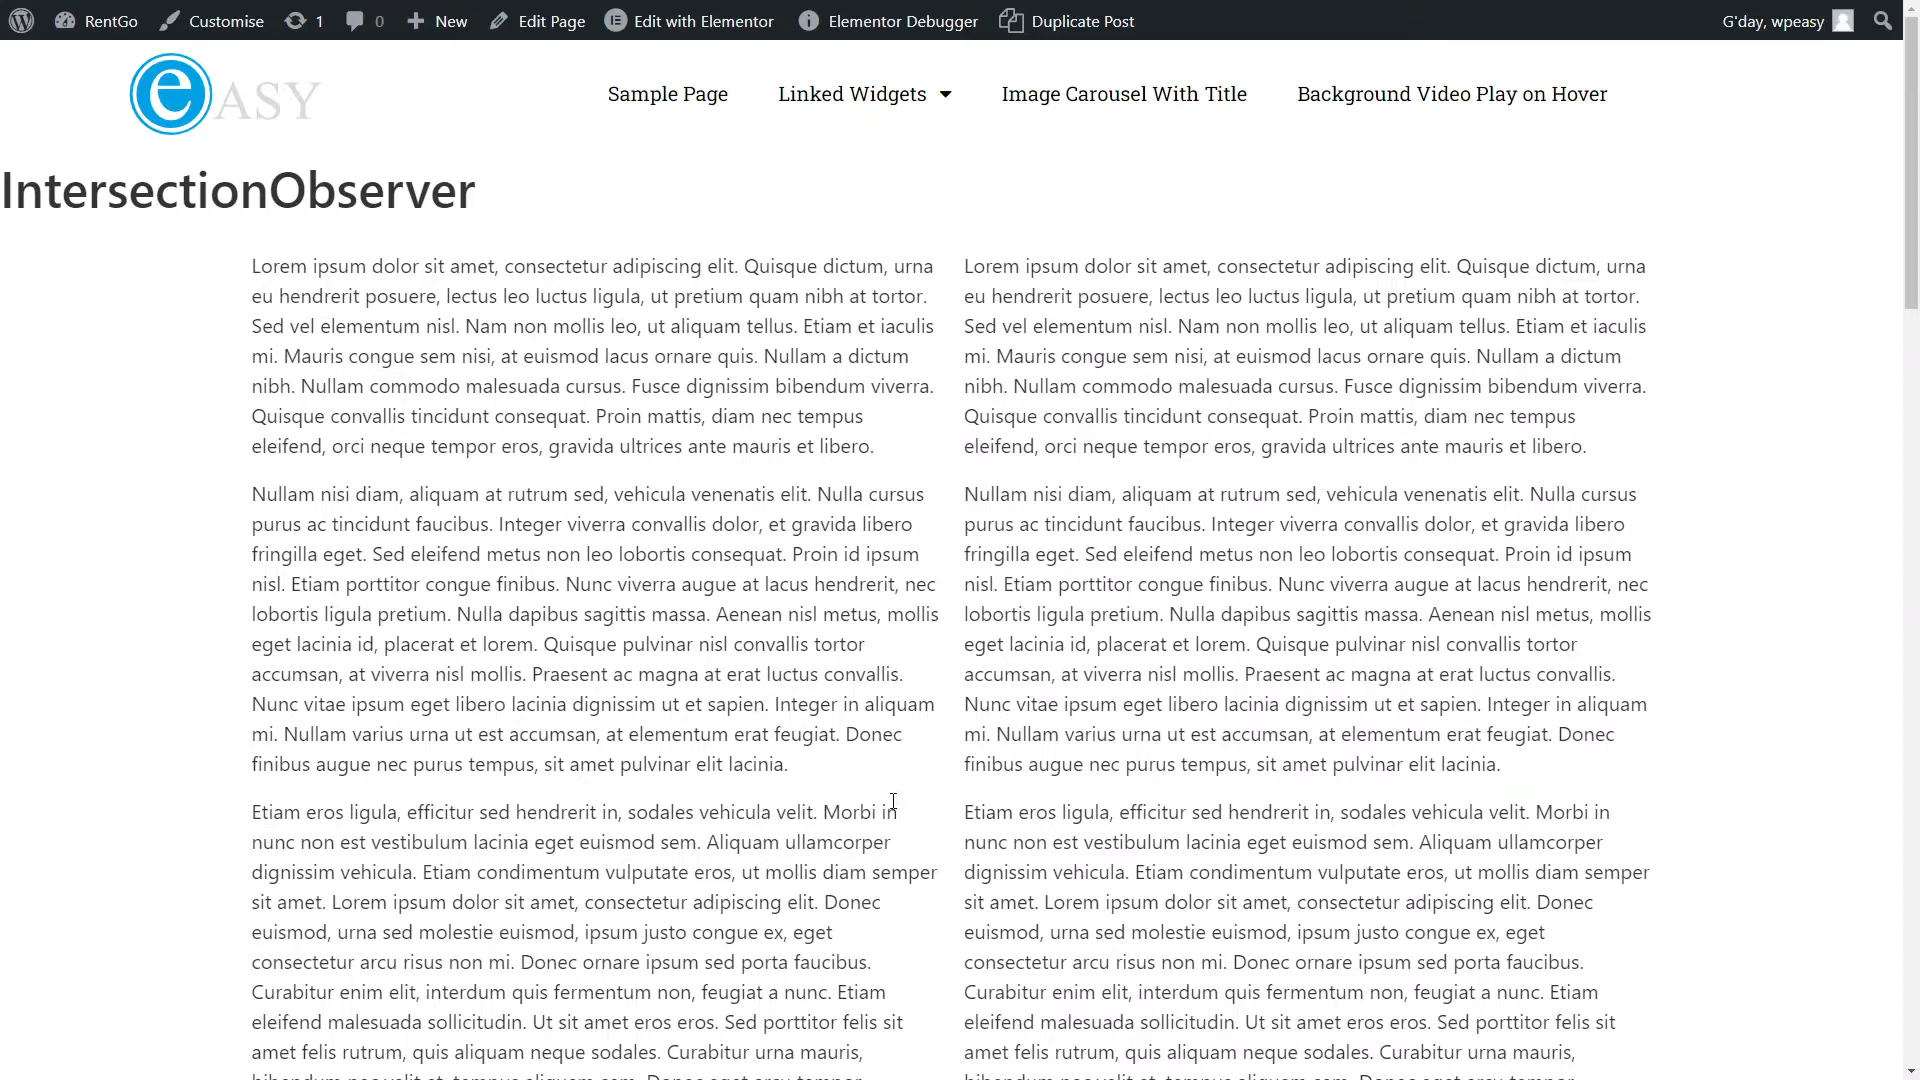 RentGo Customise 1 0 New Edit Page Edit with Elementor Elementor Debugger Duplicate Post G'day, wpeasy
eASY
Sample Page Linked Widgets Image Carousel With Title Background Video Play on Hover
IntersectionObserver
Lorem ipsum dolor sit amet, consectetur adipiscing elit. Quisque dictum, urna
eu hendrerit posuere, lectus leo luctus ligula, ut pretium quam nibh at tortor.
Sed vel elementum nisl. Nam non mollis leo, ut aliquam tellus. Etiam et iaculis
mi. Mauris congue sem nisi, at euismod lacus ornare quis. Nullam a dictum
nibh. Nullam commodo malesuada cursus. Fusce dignissim bibendum viverra.
Quisque convallis tincidunt consequat. Proin mattis, diam nec tempus
eleifend, orci neque tempor eros, gravida ultrices ante mauris et libero.
Nullam nisi diam, aliquam at rutrum sed, vehicula venenatis elit. Nulla cursus
purus ac tincidunt faucibus. Integer viverra convallis dolor, et gravida libero
fringilla eget. Sed eleifend metus non leo lobortis consequat. Proin id ipsum
nisl. Etiam porttitor congue finibus. Nunc viverra augue at lacus hendrerit, nec
lobortis ligula pretium. Nulla dapibus sagittis massa. Aenean nisl metus, mollis
eget lacinia id, placerat et lorem. Quisque pulvinar nisl convallis tortor
accumsan, at viverra nisl mollis. Praesent ac magna at erat luctus convallis.
Nunc vitae ipsum eget libero lacinia dignissim ut et sapien. Integer in aliquam
mi. Nullam varius urna ut est accumsan, at elementum erat feugiat. Donec
finibus augue nec purus tempus, sit amet pulvinar elit lacinia.
Etiam eros ligula, efficitur sed hendrerit in, sodales vehicula velit. Morbi in
nunc non est vestibulum lacinia eget euismod sem. Aliquam ullamcorper
dignissim vehicula. Etiam condimentum vulputate eros, ut mollis diam semper
sit amet. Lorem ipsum dolor sit amet, consectetur adipiscing elit. Donec
euismod, urna sed molestie euismod, ipsum justo congue ex, eget
consectetur arcu risus non mi. Donec ornare ipsum sed porta faucibus.
Curabitur enim elit, interdum quis fermentum non, feugiat a nunc. Etiam
eleifend malesuada sollicitudin. Ut sit amet eros eros. Sed porttitor felis sit
amet felis rutrum, quis aliquam neque sodales. Curabitur urna mauris,
Lorem ipsum dolor sit amet, consectetur adipiscing elit. Quisque dictum, urna
eu hendrerit posuere, lectus leo luctus ligula, ut pretium quam nibh at tortor.
Sed vel elementum nisl. Nam non mollis leo, ut aliquam tellus. Etiam et iaculis
mi. Mauris congue sem nisi, at euismod lacus ornare quis. Nullam a dictum
nibh. Nullam commodo malesuada cursus. Fusce dignissim bibendum viverra.
Quisque convallis tincidunt consequat. Proin mattis, diam nec tempus
eleifend, orci neque tempor eros, gravida ultrices ante mauris et libero.
Nullam nisi diam, aliquam at rutrum sed, vehicula venenatis elit. Nulla cursus
purus ac tincidunt faucibus. Integer viverra convallis dolor, et gravida libero
fringilla eget. Sed eleifend metus non leo lobortis consequat. Proin id ipsum
nisl. Etiam porttitor congue finibus. Nunc viverra augue at lacus hendrerit, nec
lobortis ligula pretium. Nulla dapibus sagittis massa. Aenean nisl metus, mollis
eget lacinia id, placerat et lorem. Quisque pulvinar nisl convallis tortor
accumsan, at viverra nisl mollis. Praesent ac magna at erat luctus convallis.
Nunc vitae ipsum eget libero lacinia dignissim ut et sapien. Integer in aliquam
mi. Nullam varius urna ut est accumsan, at elementum erat feugiat. Donec
finibus augue nec purus tempus, sit amet pulvinar elit lacinia.
Etiam eros ligula, efficitur sed hendrerit in, sodales vehicula velit. Morbi in
nunc non est vestibulum lacinia eget euismod sem. Aliquam ullamcorper
dignissim vehicula. Etiam condimentum vulputate eros, ut mollis diam semper
sit amet. Lorem ipsum dolor sit amet, consectetur adipiscing elit. Donec
euismod, urna sed molestie euismod, ipsum justo congue ex, eget
consectetur arcu risus non mi. Donec ornare ipsum sed porta faucibus.
Curabitur enim elit, interdum quis fermentum non, feugiat a nunc. Etiam
eleifend malesuada sollicitudin. Ut sit amet eros eros. Sed porttitor felis sit
amet felis rutrum, quis aliquam neque sodales. Curabitur urna mauris,